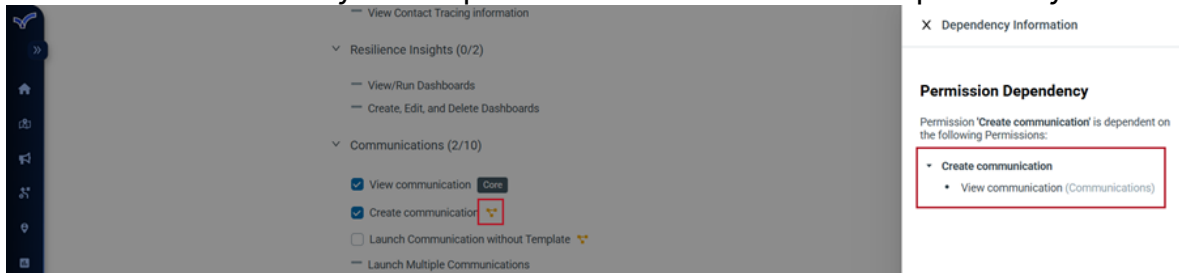 View Contact Tracing information
Resilience Insights (0/2)
View/Run Dashboards
Create, Edit, and Delete Dashboards
Communications (2/10)
View communication Core
Create communication
Launch Communication without Template
Launch Multiple Communications
X Dependency Information
Permission Dependency
Permission 'Create communication' is dependent on
the following Permissions:
Create communication
• View communication (Communications)